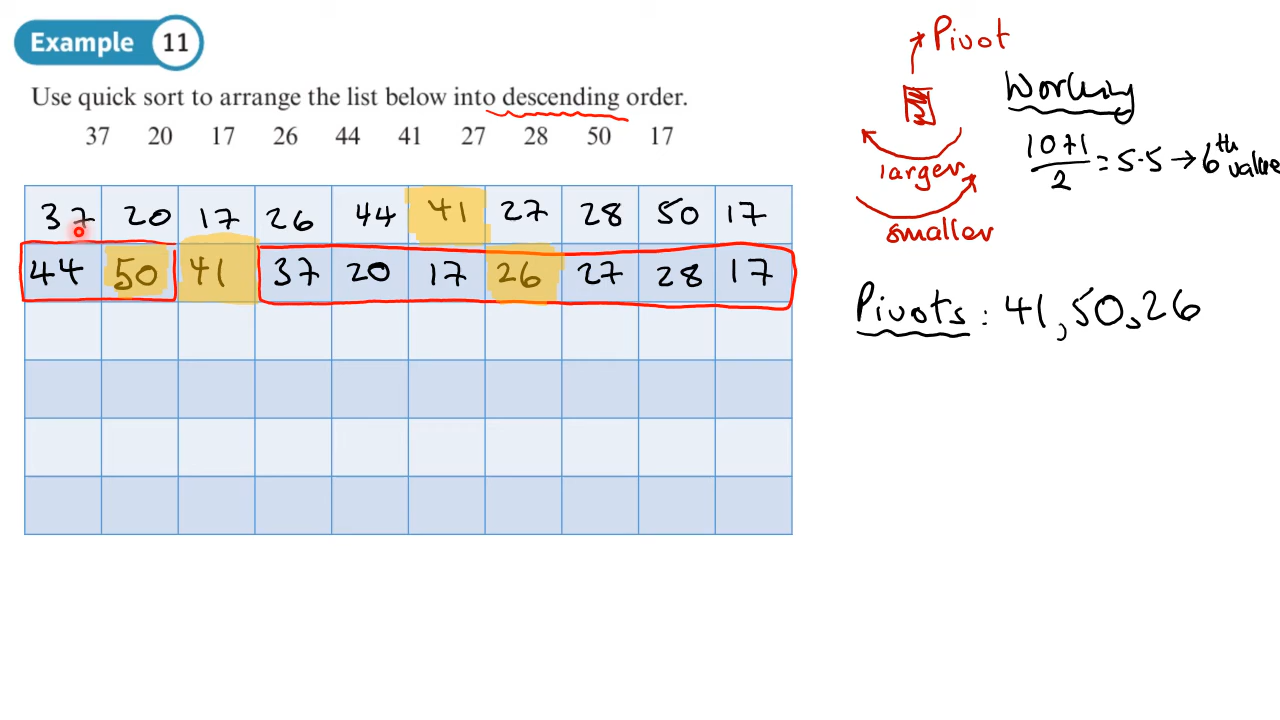 Example 11
Use quick sort to arrange the list below into descending order.
37 20 17 26 44 41 27 28 50 17
37 20 17 26 44 41 27 28 50 17
44 50 41 37 20 17 26 27 28 17
Pivot
larger
smaller
Working
10+1
2
= 5.5 → 6th value
Pivots: 41, 50, 26